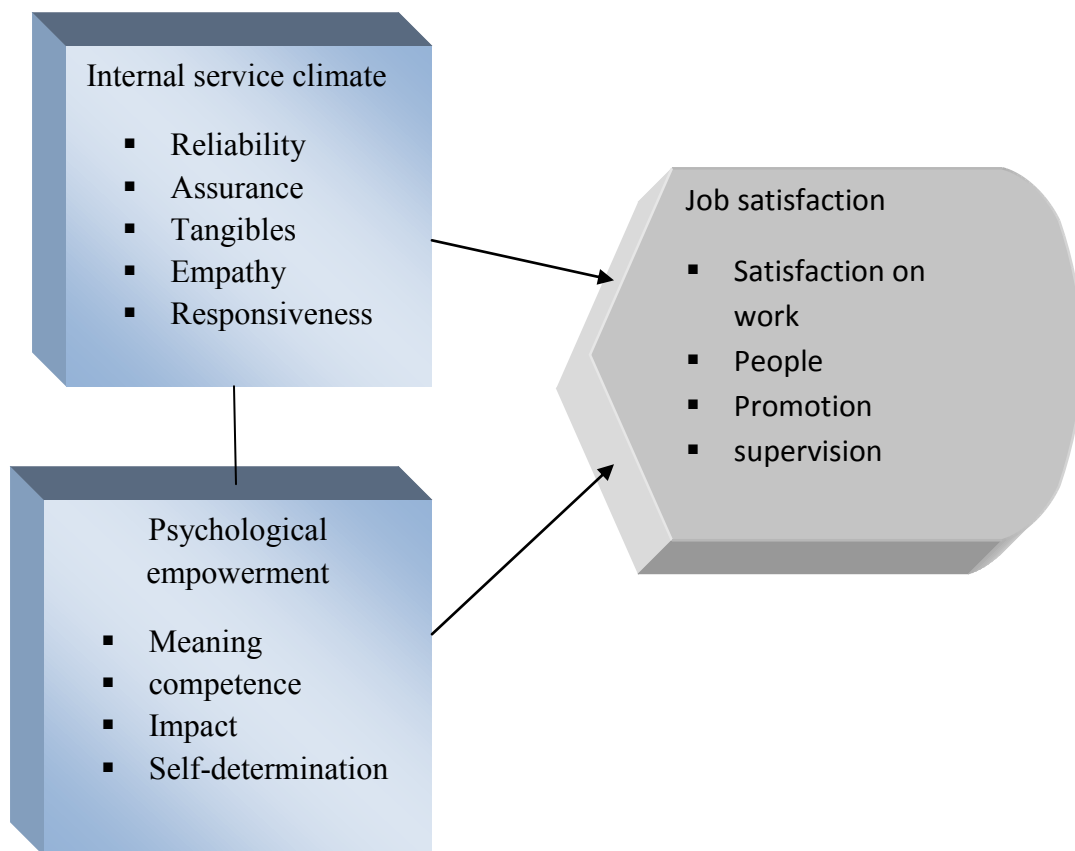 Internal service climate
▪ Reliability
▪ Assurance
▪ Tangibles
▪ Empathy
▪ Responsiveness
Job satisfaction
▪ Satisfaction on
work
▪ People
▪ Promotion
▪ supervision
Psychological
empowerment
▪ Meaning
▪ competence
▪ Impact
▪ Self-determination